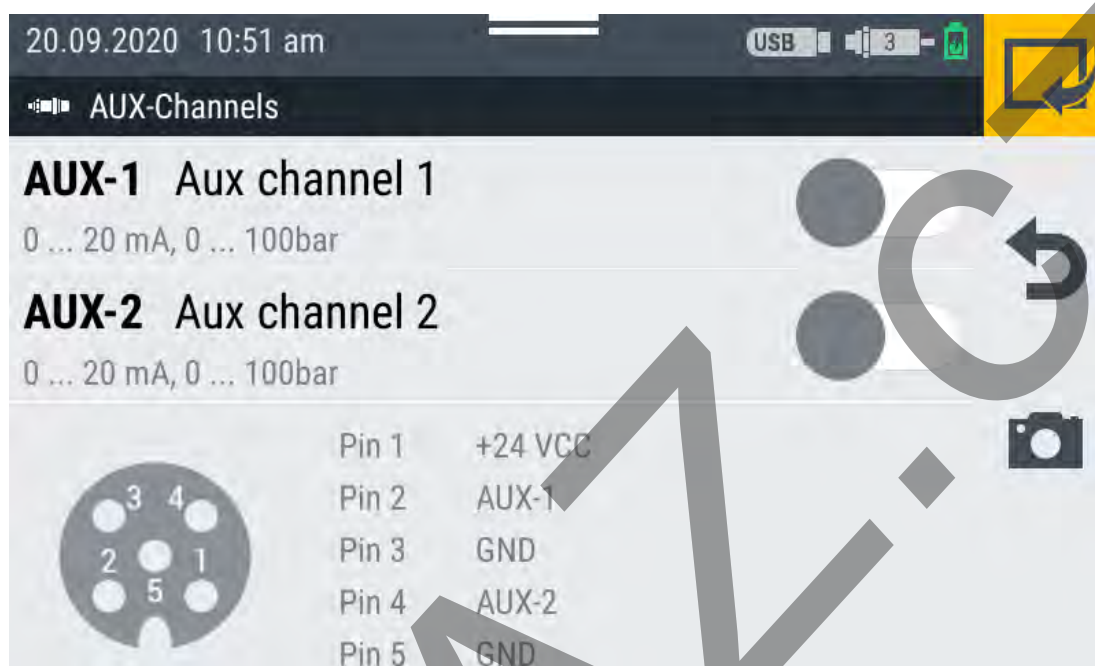 20.09.2020 10:51 am USB 3
AUX-Channels
AUX-1 Aux channel 1
0 ... 20 mA, 0 ... 100bar
AUX-2 Aux channel 2
0 ... 20 mA, 0 ... 100bar
Pin 1 +24 VCC
Pin 2 AUX-1
Pin 3 GND
Pin 4 AUX-2
Pin 5 GND
3 4
2 1
5